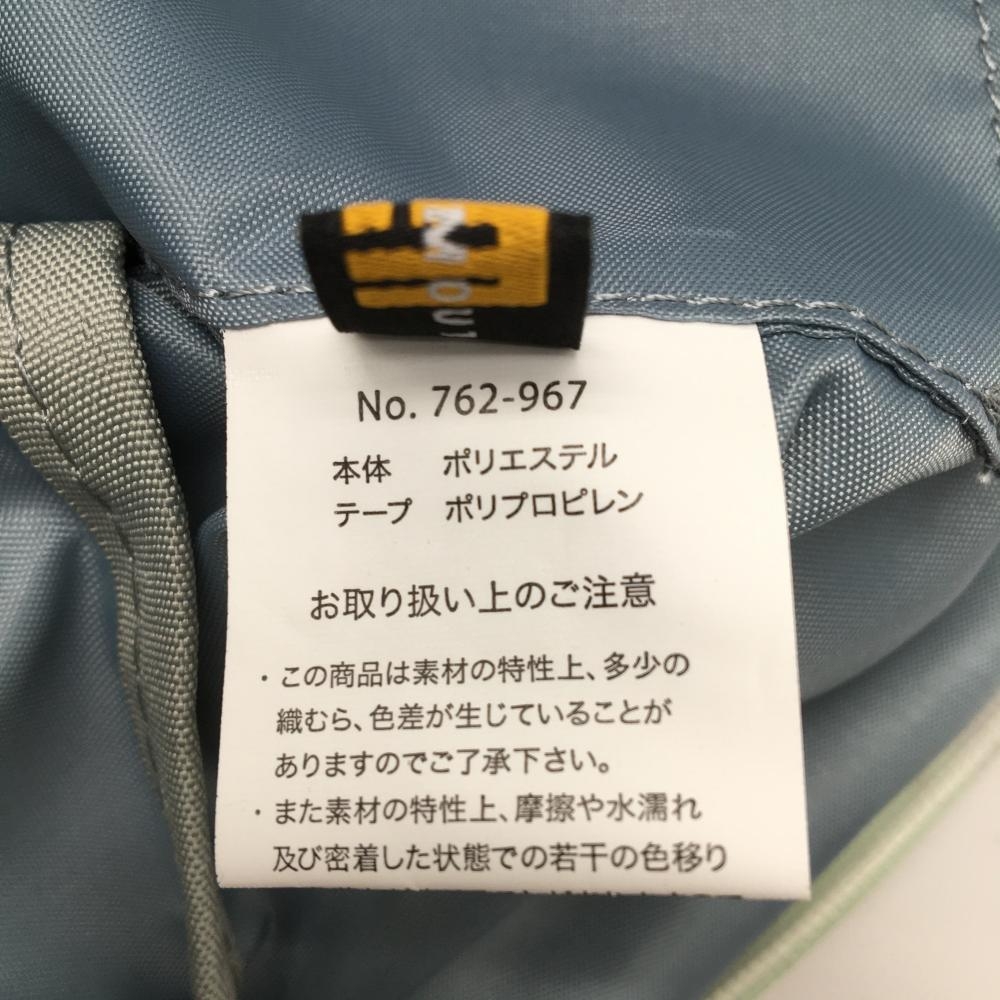 M OUT
No. 762-967
本体 ポリエステル
テープ ポリプロピレン
お取り扱い上のご注意
・この商品は素材の特性上、多少の
織むら、色差が生じていることが
ありますのでご了承下さい。
・また素材の特性上、摩擦や水濡れ
及び密着した状態での若干の色移り